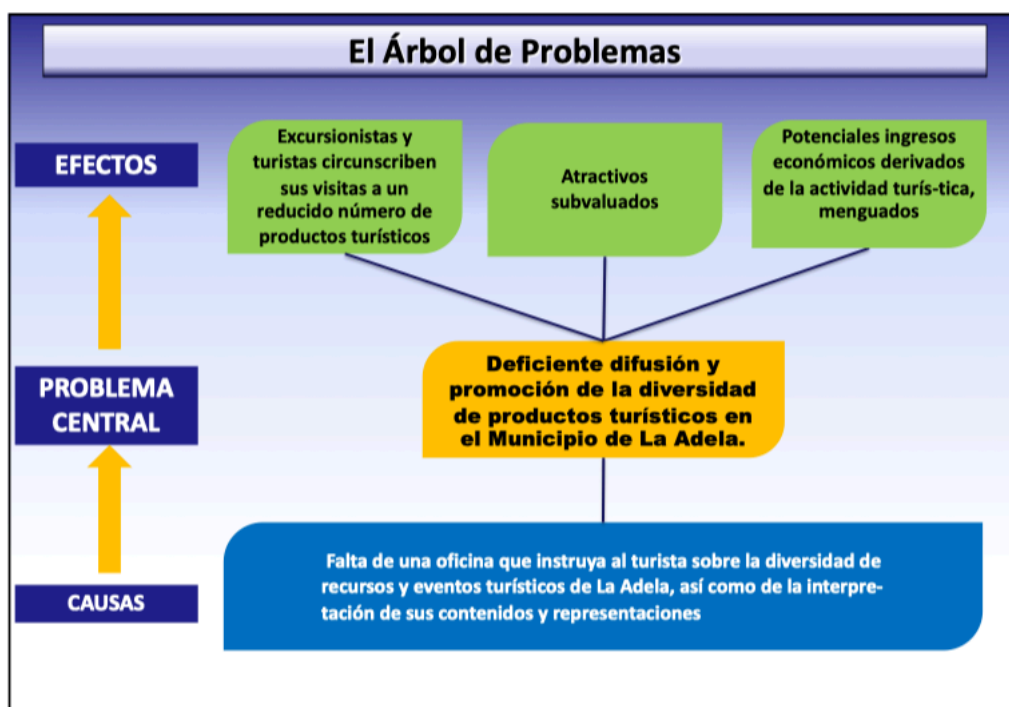 El Árbol de Problemas
EFECTOS
Excursionistas y
turistas circunscriben
sus visitas a un
reducido número de
productos turísticos
Atractivos
subvaluados
Potenciales ingresos
económicos derivados
de la actividad turís-tica,
menguados
PROBLEMA
CENTRAL
Deficiente difusión y
promoción de la diversidad
de productos turísticos en
el Municipio de La Adela.
CAUSAS
Falta de una oficina que instruya al turista sobre la diversidad de
recursos y eventos turísticos de La Adela, así como de la interpre-
tación de sus contenidos y representaciones